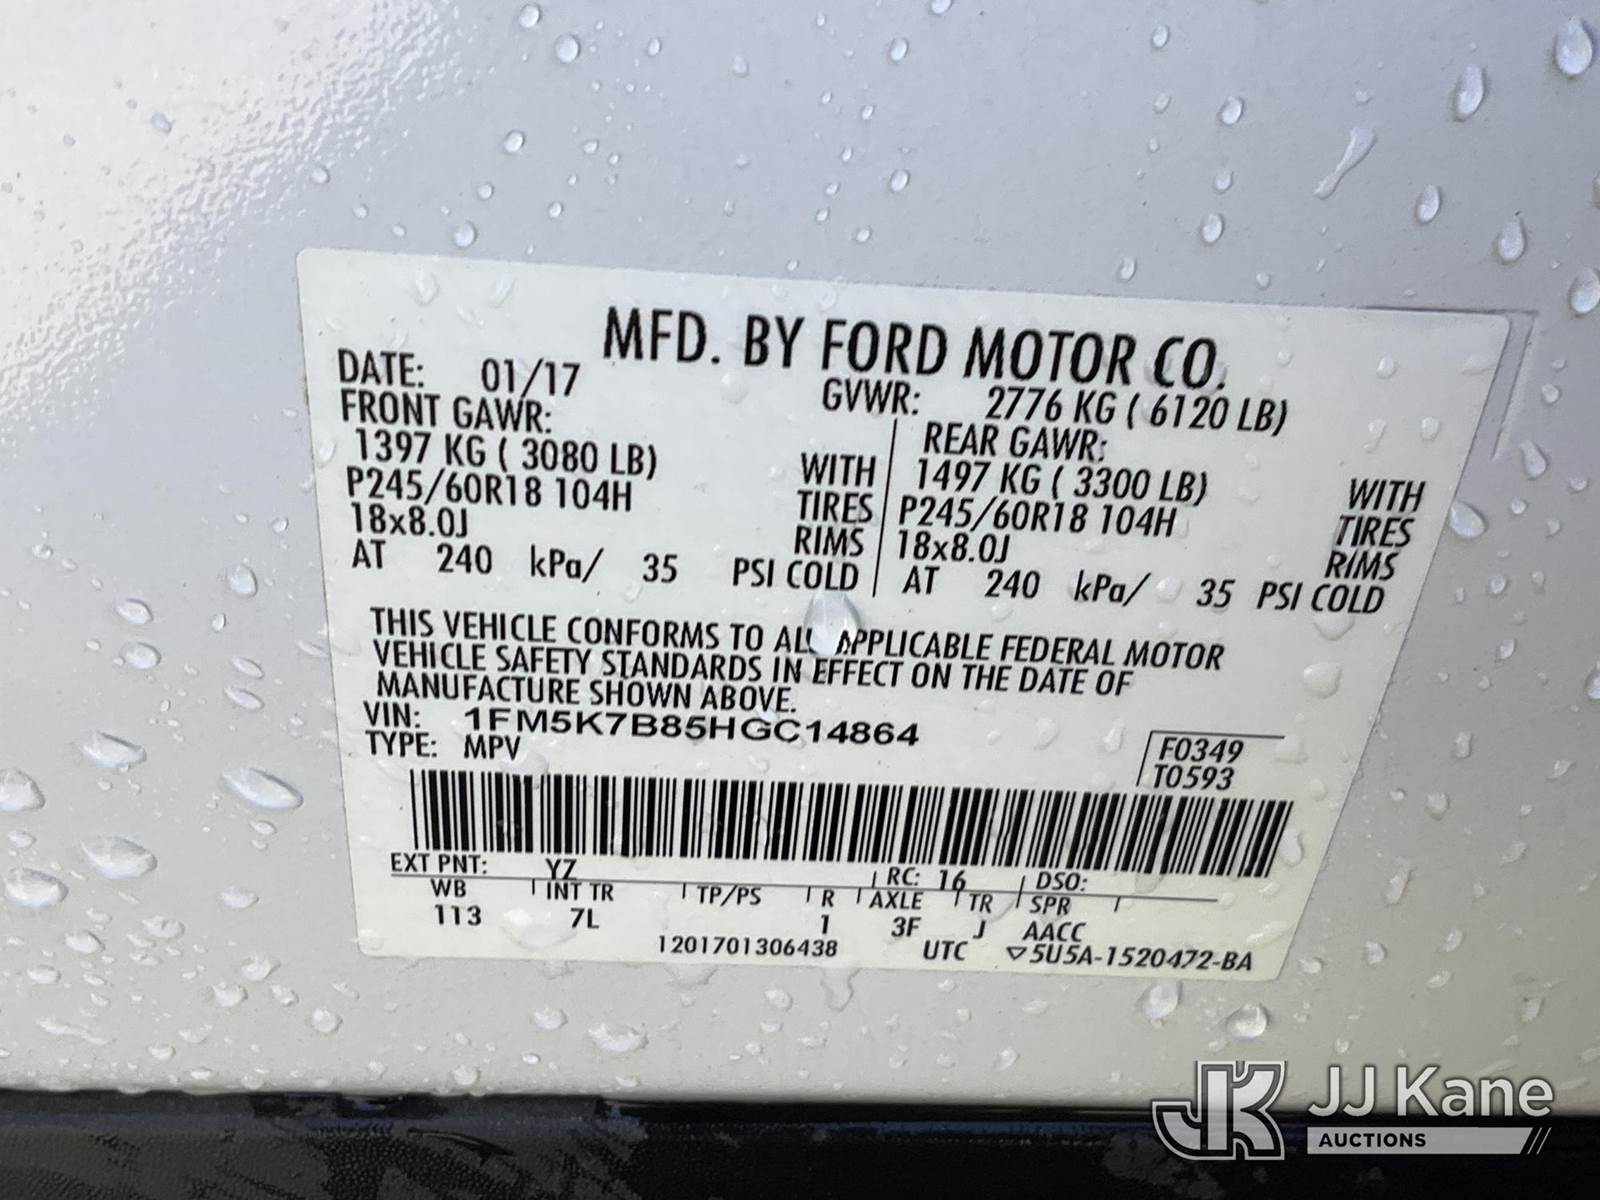 MFD. BY FORD MOTOR CO.
DATE: 01/17 GVWR: 2776 KG ( 6120 LB)
FRONT GAWR: REAR GAWR:
1397 KG ( 3080 LB) WITH 1497 KG ( 3300 LB) WITH
P245/60R18 104H TIRES P245/60R18 104H TIRES
18x8.0J RIMS 18x8.0J RIMS
AT 240 kPa/ 35 PSI COLD AT 240 kPa/ 35 PSI COLD
THIS VEHICLE CONFORMS TO ALL APPLICABLE FEDERAL MOTOR
VEHICLE SAFETY STANDARDS IN EFFECT ON THE DATE OF
MANUFACTURE SHOWN ABOVE.
VIN: 1FM5K7B85HGC14864
TYPE: MPV
F0349
T0593
EXT PNT: YZ RC: 16 DSO:
WB INT TR TP/PS R AXLE TR SPR
113 7L 1 3F J AACC
1201701306438 UTC ▽5U5A-1520472-BA
JK JJ Kane
AUCTIONS